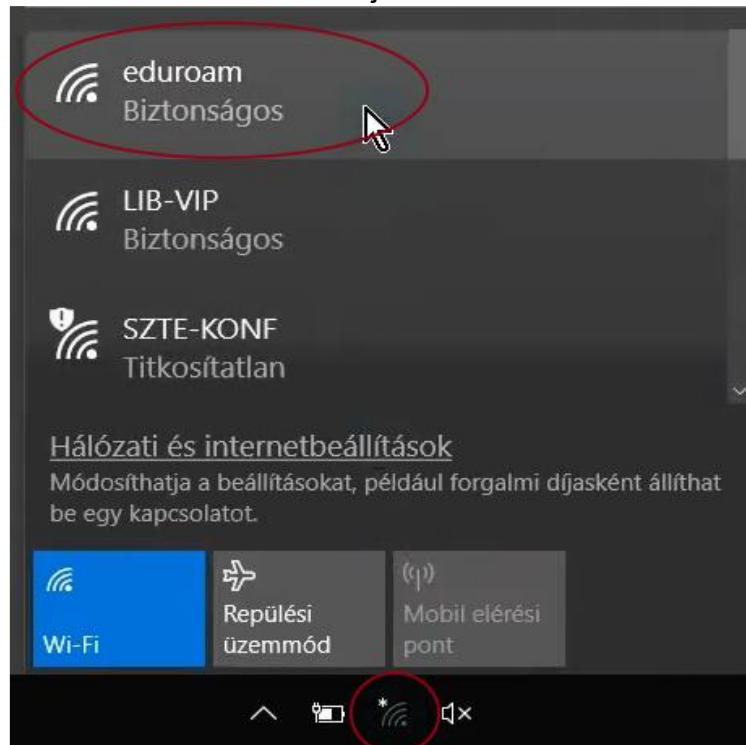 eduroam
Biztonságos
LIB-VIP
Biztonságos
SZTE-KONF
Titkosítatlan
Hálózati és internetbeállítások
Módosíthatja a beállításokat, például forgalmi díjasként állíthat
be egy kapcsolatot.
Wi-Fi
Repülési
üzemmód
Mobil elérési
pont